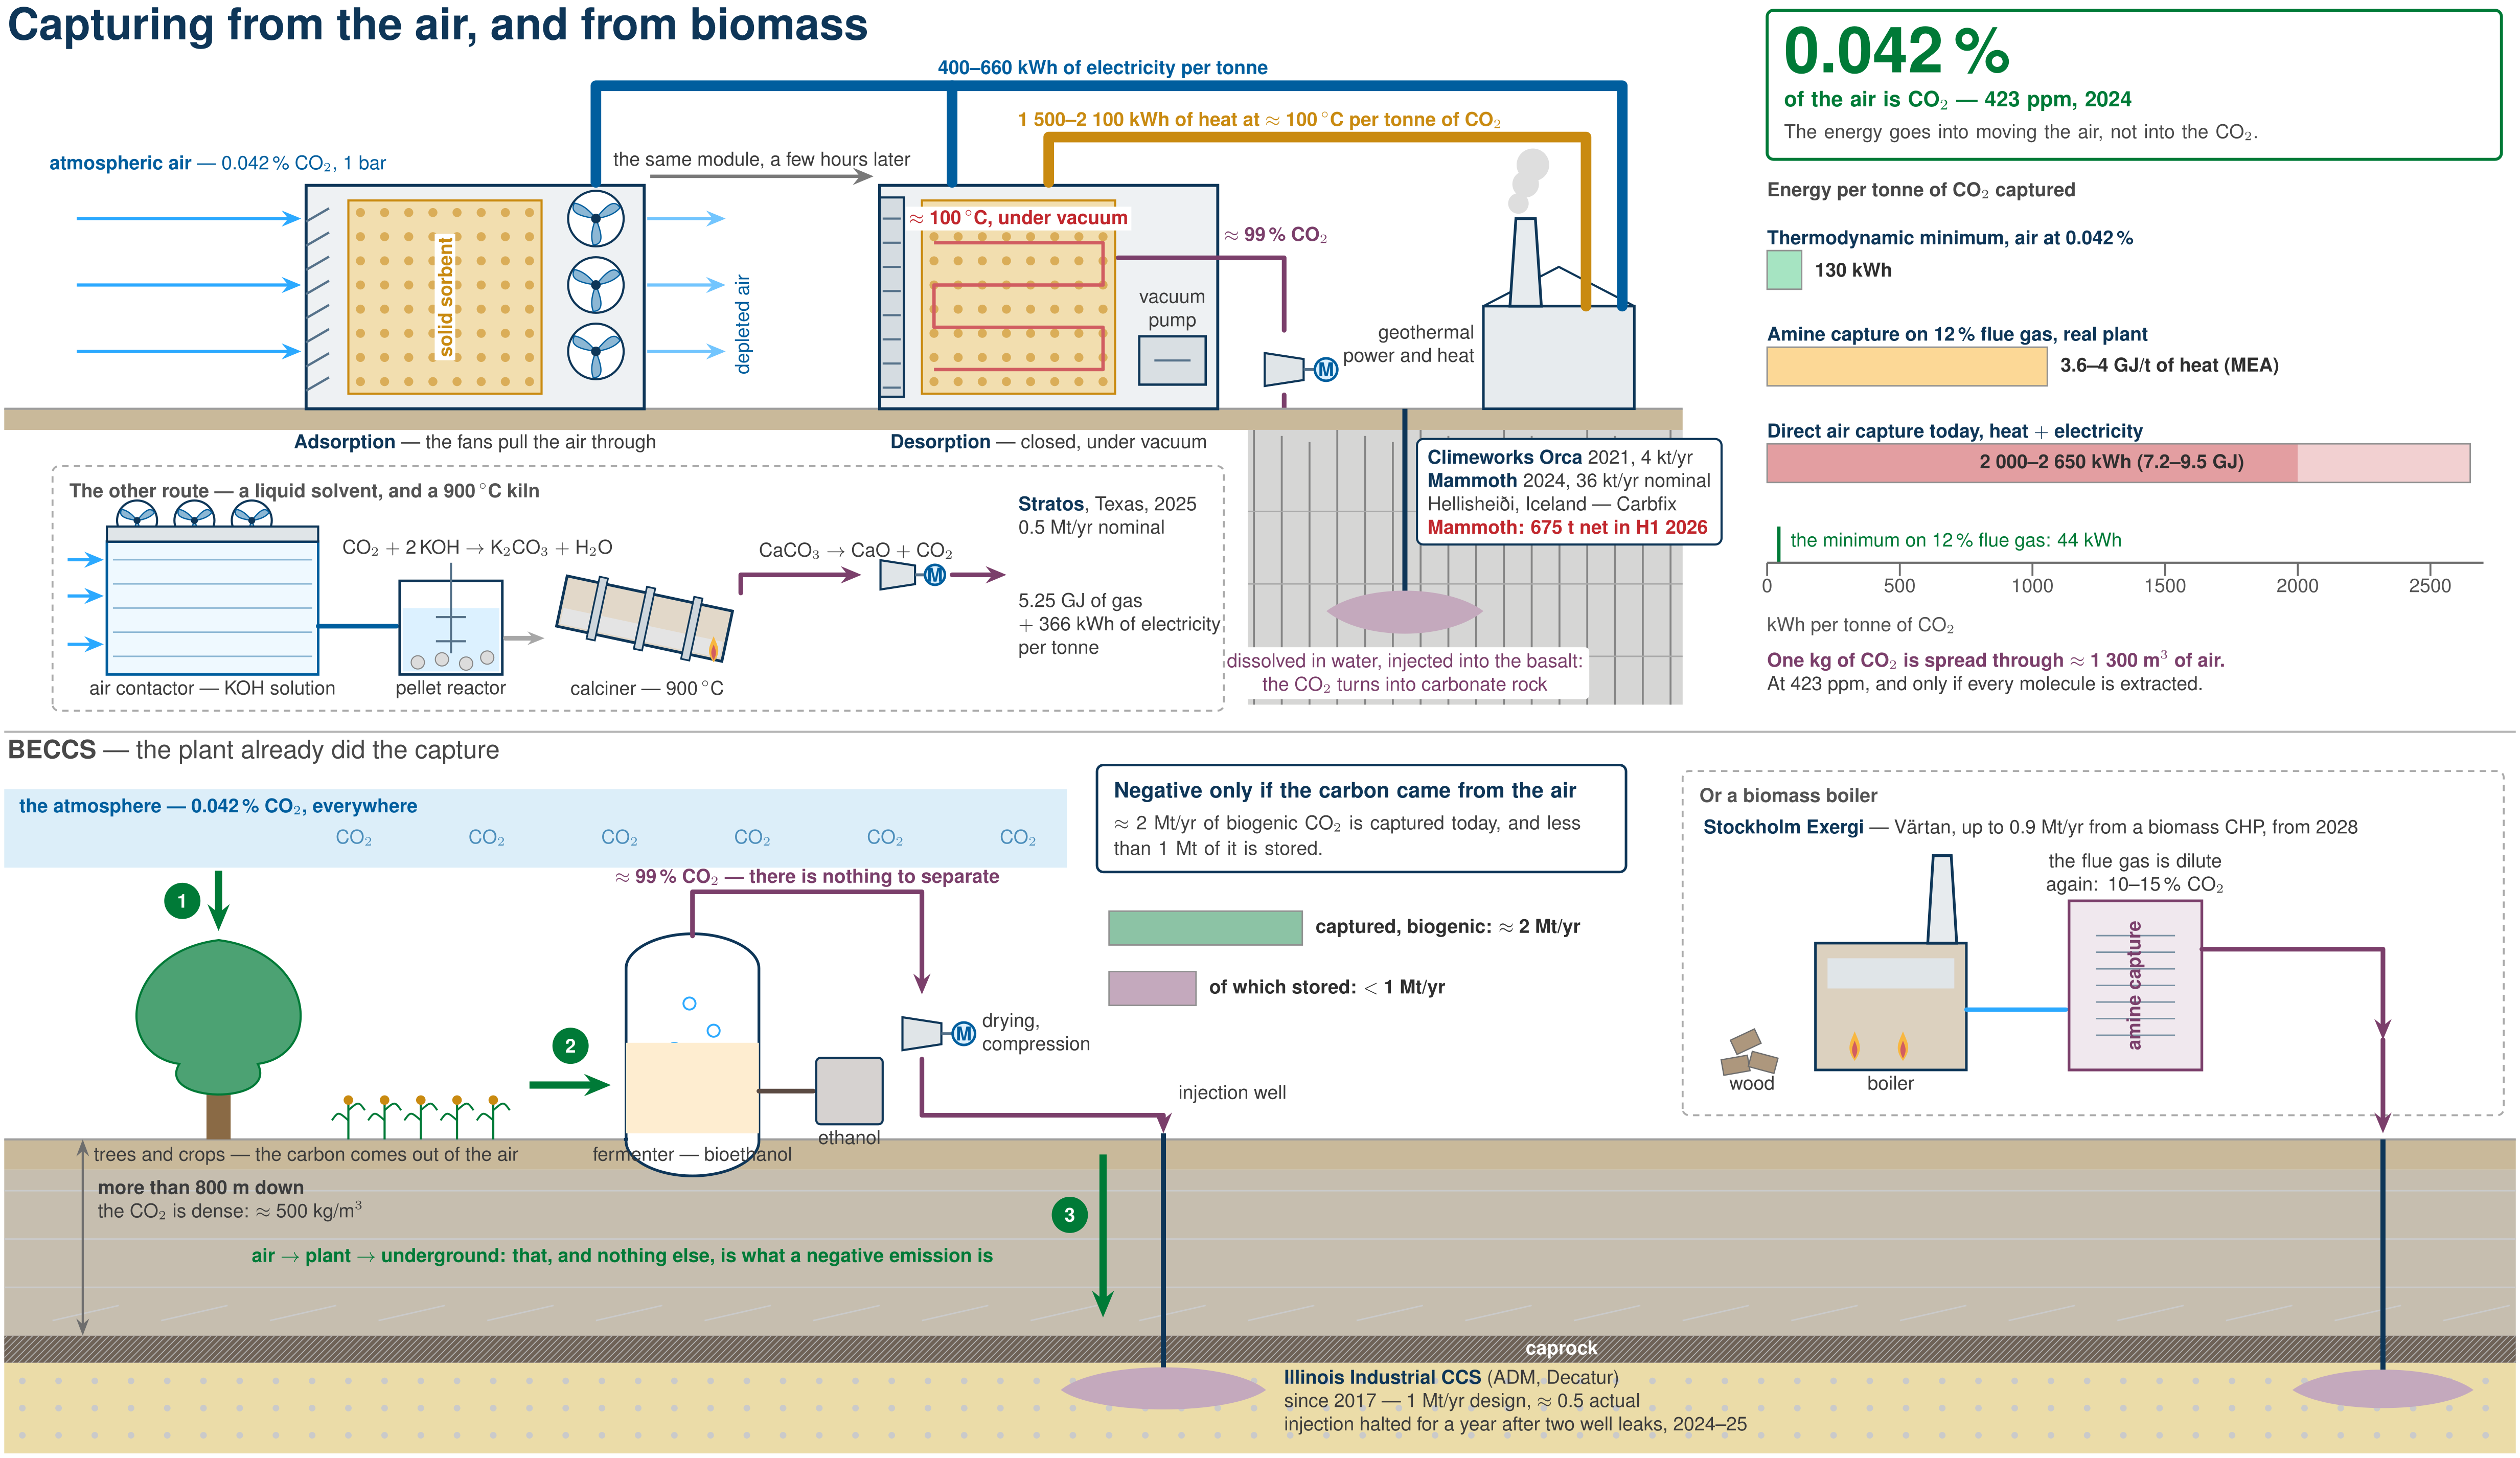 Capturing from the air, and from biomass
400–660 kWh of electricity per tonne
1 500–2 100 kWh of heat at ≈ 100 °C per tonne of CO₂
atmospheric air — 0.042 % CO₂, 1 bar
the same module, a few hours later
solid sorbent
depleted air
≈ 100 °C, under vacuum
≈ 99 % CO₂
vacuum
pump
M
geothermal
power and heat
Adsorption — the fans pull the air through
Desorption — closed, under vacuum
Climeworks Orca 2021, 4 kt/yr
Mammoth 2024, 36 kt/yr nominal
Hellisheiði, Iceland — Carbfix
Mammoth: 675 t net in H1 2026
dissolved in water, injected into the basalt:
the CO₂ turns into carbonate rock
The other route — a liquid solvent, and a 900 °C kiln
CO₂ + 2 KOH → K₂CO₃ + H₂O
CaCO₃ → CaO + CO₂
M
Stratos, Texas, 2025
0.5 Mt/yr nominal
5.25 GJ of gas
+ 366 kWh of electricity
per tonne
air contactor — KOH solution
pellet reactor
calciner — 900 °C
0.042 %
of the air is CO₂ — 423 ppm, 2024
The energy goes into moving the air, not into the CO₂.
Energy per tonne of CO₂ captured
Thermodynamic minimum, air at 0.042 %
130 kWh
Amine capture on 12 % flue gas, real plant
3.6–4 GJ/t of heat (MEA)
Direct air capture today, heat + electricity
2 000–2 650 kWh (7.2–9.5 GJ)
the minimum on 12 % flue gas: 44 kWh
0 500 1000 1500 2000 2500
kWh per tonne of CO₂
One kg of CO₂ is spread through ≈ 1 300 m³ of air.
At 423 ppm, and only if every molecule is extracted.
BECCS — the plant already did the capture
the atmosphere — 0.042 % CO₂, everywhere
CO₂ CO₂ CO₂ CO₂ CO₂ CO₂
≈ 99 % CO₂ — there is nothing to separate
1
2
M
drying,
compression
ethanol
injection well
trees and crops — the carbon comes out of the air
fermenter — bioethanol
more than 800 m down
the CO₂ is dense: ≈ 500 kg/m³
3
air → plant → underground: that, and nothing else, is what a negative emission is
caprock
Illinois Industrial CCS (ADM, Decatur)
since 2017 — 1 Mt/yr design, ≈ 0.5 actual
injection halted for a year after two well leaks, 2024–25
Negative only if the carbon came from the air
≈ 2 Mt/yr of biogenic CO₂ is captured today, and less
than 1 Mt of it is stored.
captured, biogenic: ≈ 2 Mt/yr
of which stored: < 1 Mt/yr
Or a biomass boiler
Stockholm Exergi — Värtan, up to 0.9 Mt/yr from a biomass CHP, from 2028
the flue gas is dilute
again: 10–15 % CO₂
amine capture
wood
boiler